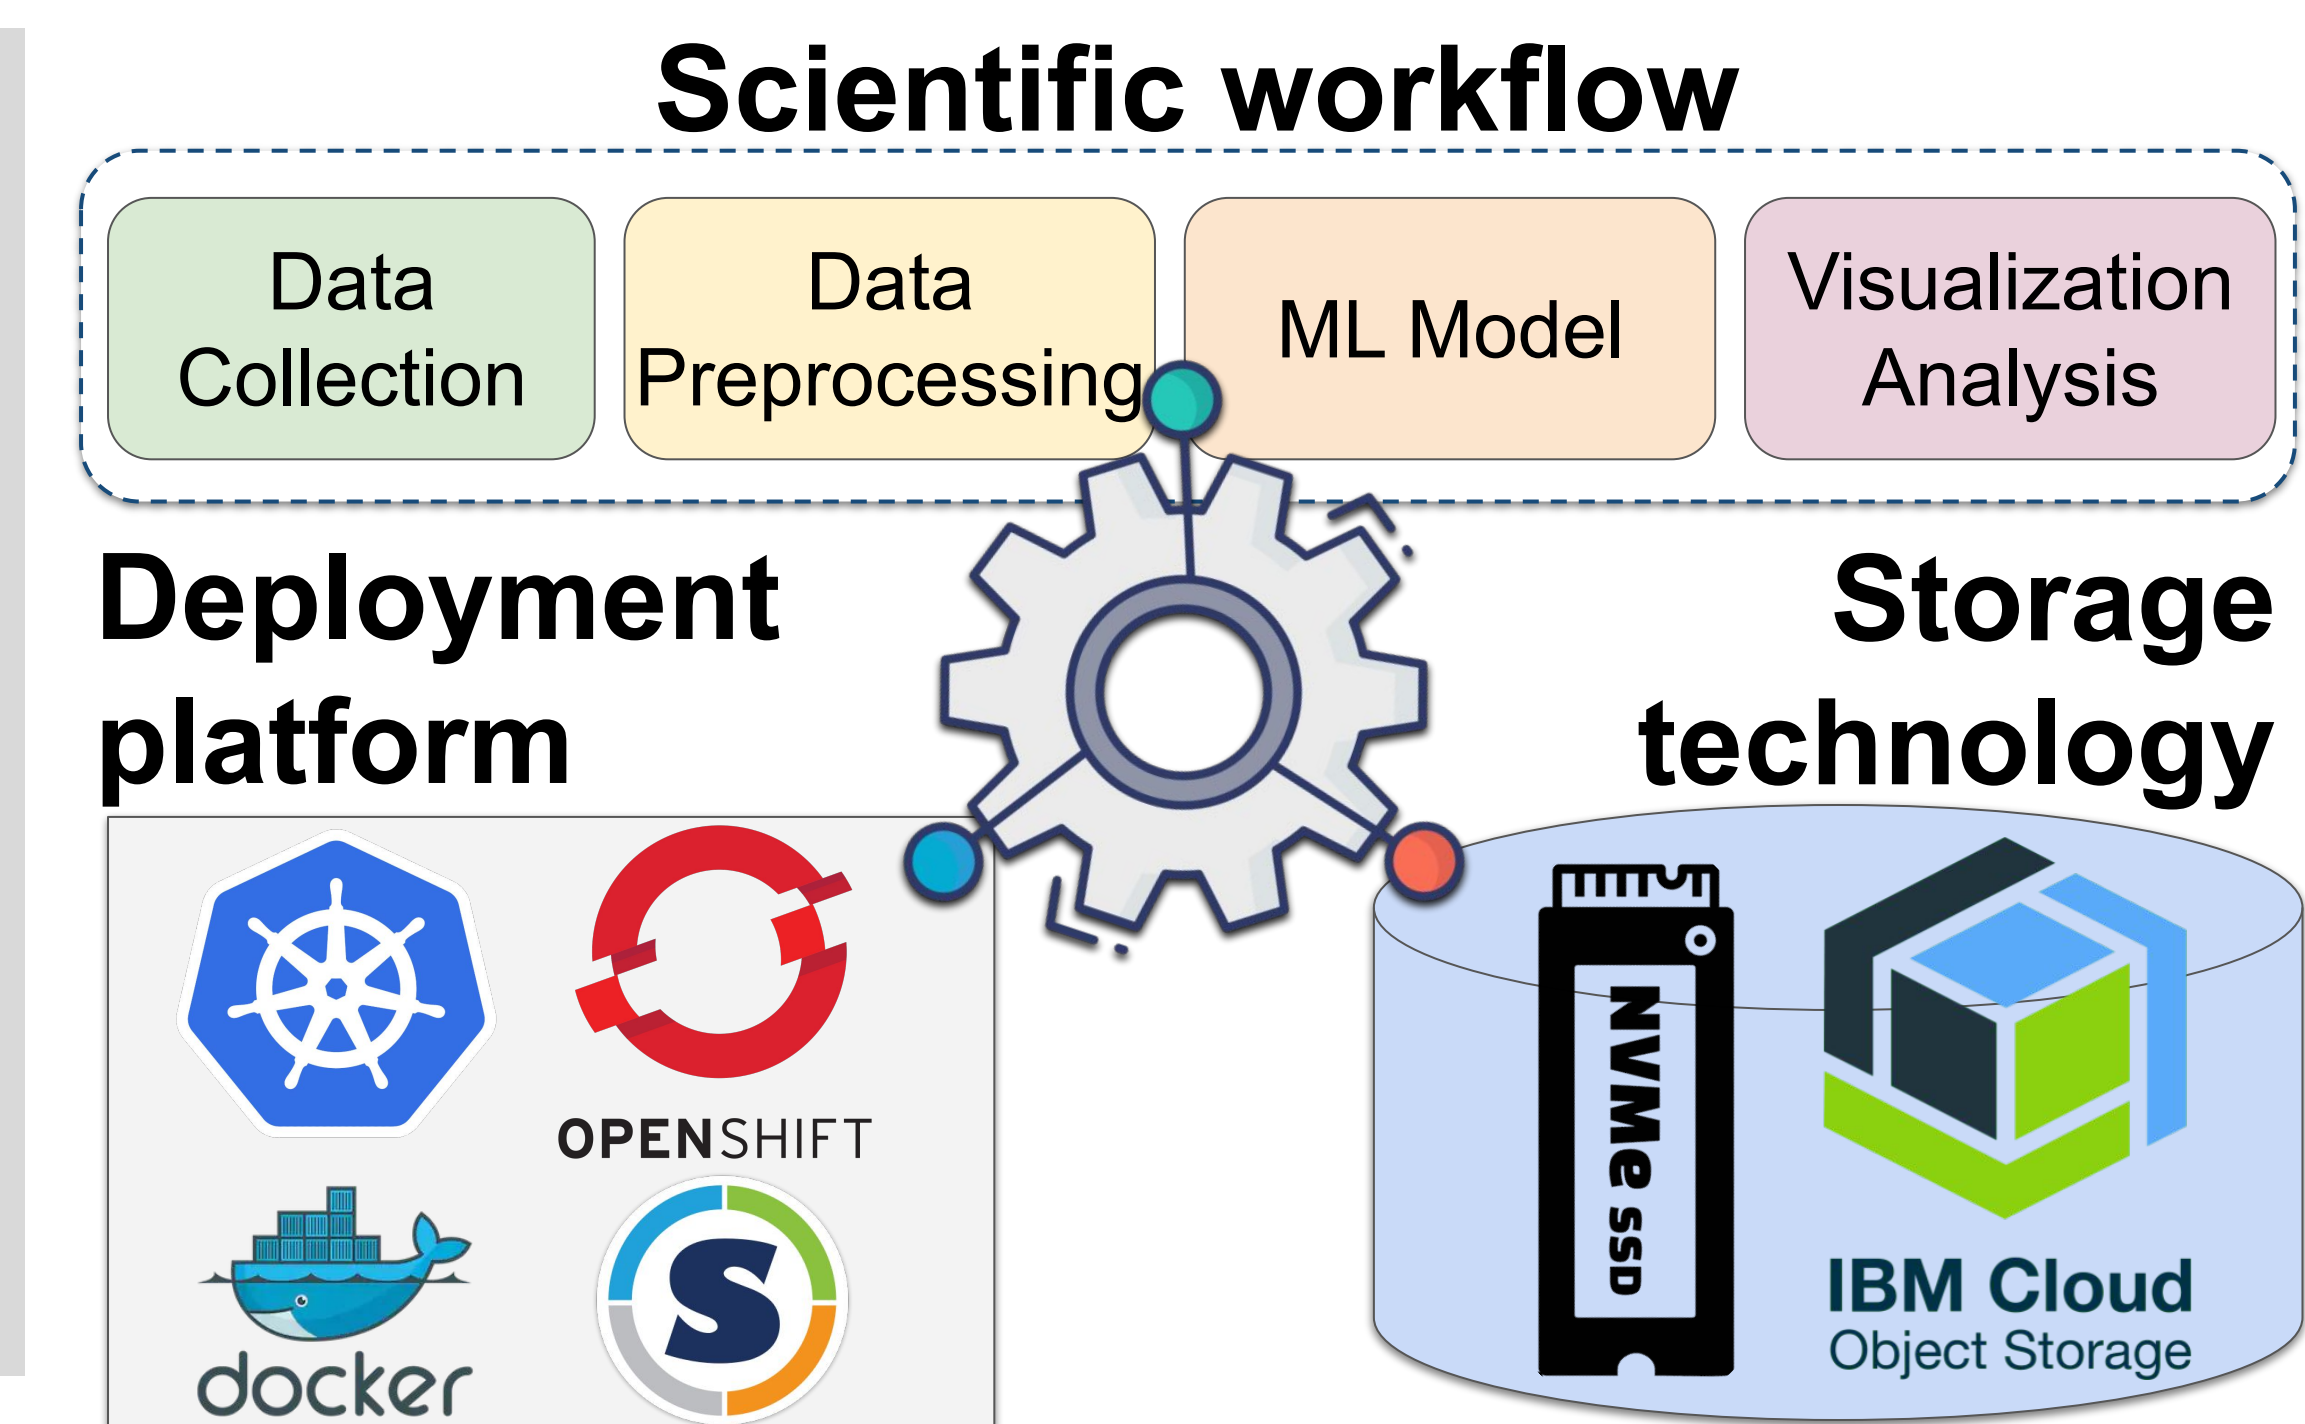 Scientific workflow
Data
Collection
Data
Preprocessing
ML Model
Visualization
Analysis
Deployment
platform
Storage
technology
OPENSHIFT
docker
S
NVMe SSD
IBM Cloud
Object Storage